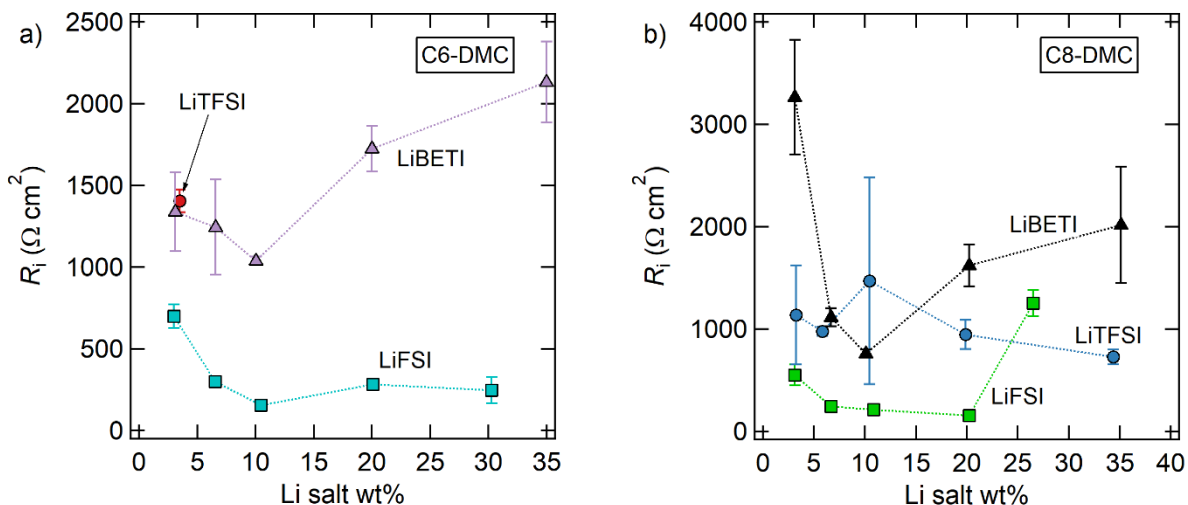 a)
C6-DMC
2500
2000
1500
1000
500
0
R_i (Ω cm²)
LiTFSI
LiBETI
LiFSI
0 5 10 15 20 25 30 35
Li salt wt%
b)
C8-DMC
4000
3000
2000
1000
0
R_i (Ω cm²)
LiBETI
LiTFSI
LiFSI
0 5 10 15 20 25 30 35 40
Li salt wt%